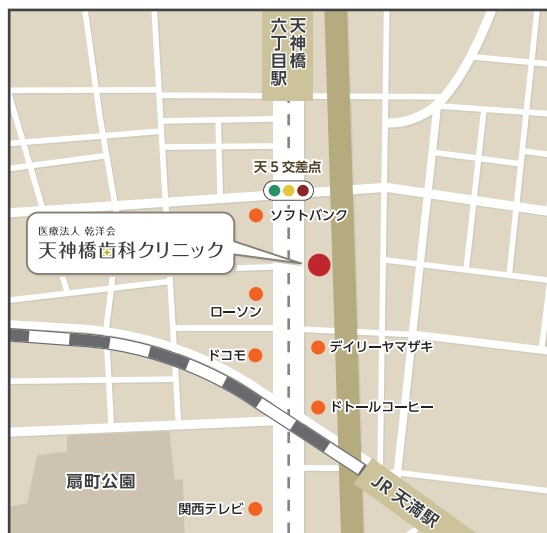 天神橋
六丁目駅
天5交差点
ソフトバンク
医療法人 乾洋会
天神橋歯科クリニック
ローソン
ドコモ
デイリーヤマザキ
ドトールコーヒー
扇町公園
JR 天満駅
関西テレビ